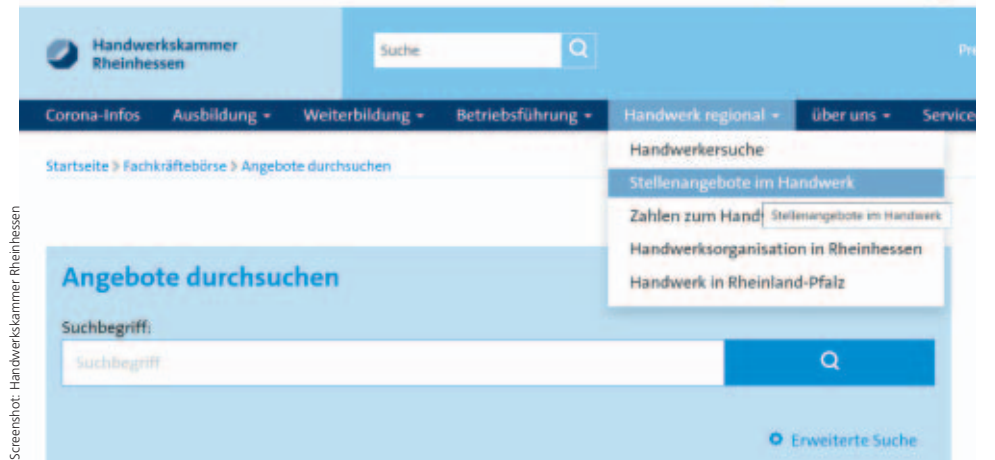 Handwerkskammer
Rheinhessen
Suche
Corona-Infos Ausbildung Weiterbildung Betriebsführung Handwerk regional über uns Service
Startseite > Fachkräftebörse > Angebote durchsuchen
Handwerkersuche
Stellenangebote im Handwerk
Zahlen zum Hand
Stellenangebote im Handwerk
Handwerksorganisation in Rheinhessen
Handwerk in Rheinland-Pfalz
Angebote durchsuchen
Suchbegriff:
Suchbegriff
Erweiterte Suche
Screenshot: Handwerkskammer Rheinhessen